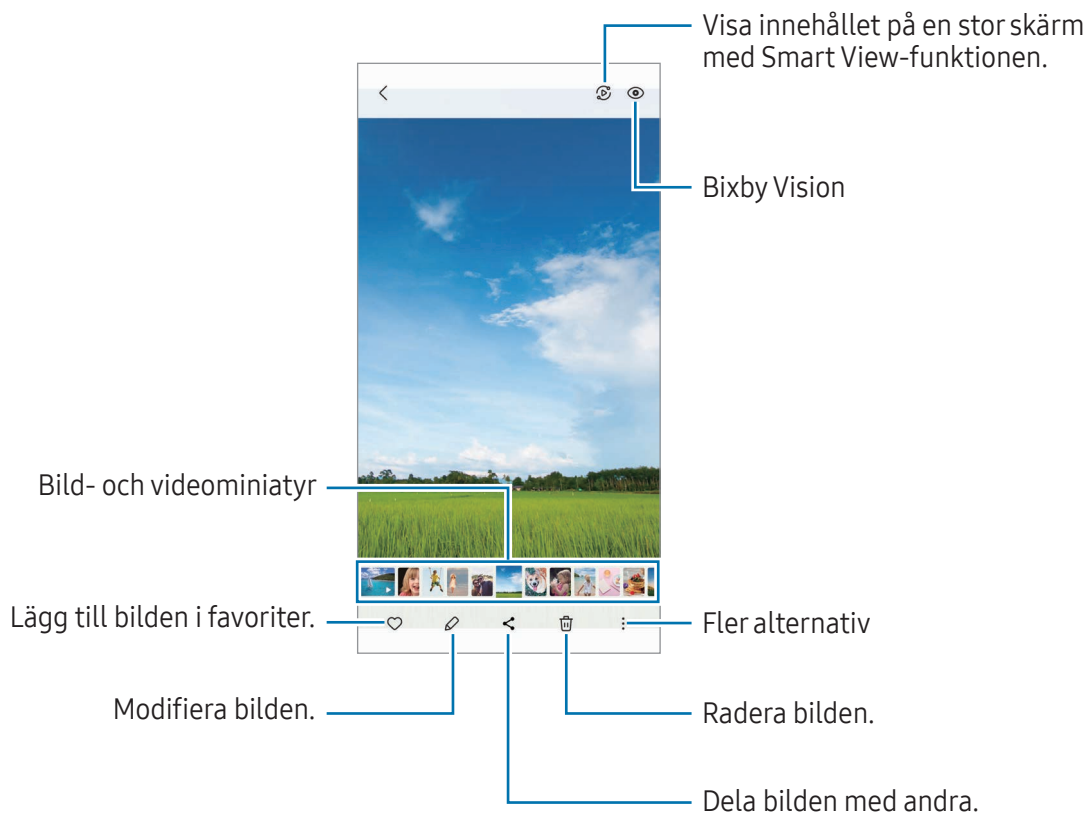 Visa innehållet på en stor skärm
med Smart View-funktionen.
Bixby Vision
Bild- och videominiatyr
Lägg till bilden i favoriter.
Fler alternativ
Modifiera bilden.
Radera bilden.
Dela bilden med andra.